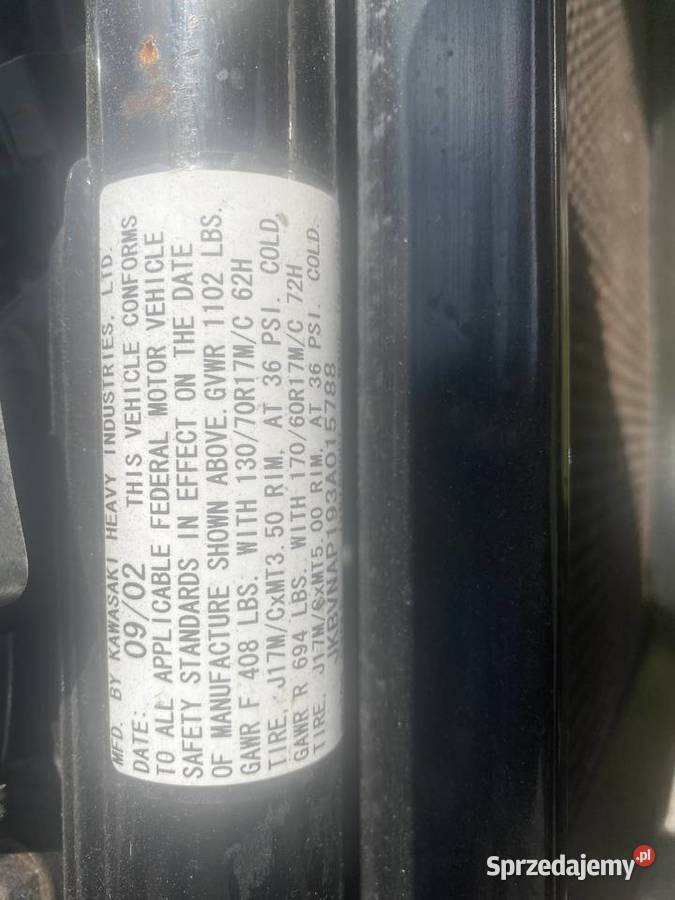 MFD. BY KAWASAKI HEAVY INDUSTRIES, LTD.
DATE: 09/02 THIS VEHICLE CONFORMS
TO ALL APPLICABLE FEDERAL MOTOR VEHICLE
SAFETY STANDARDS IN EFFECT ON THE DATE
OF MANUFACTURE SHOWN ABOVE. GVWR 1102 LBS.
GAWR F 408 LBS. WITH 130/70R17M/C 62H
TIRE, J17M/CxMT3.50 RIM, AT 36 PSI. COLD,
GAWR R 694 LBS. WITH 170/60R17M/C 72H
TIRE, J17M/CxMT5.00 RIM, AT 36 PSI. COLD.
JKBVNAP193A015788
Sprzedajemy.pl